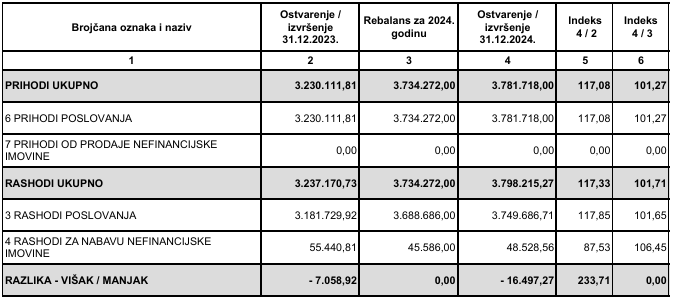 Brojčana oznaka i naziv | Ostvarenje / izvršenje 31.12.2023. | Rebalans za 2024. godinu | Ostvarenje / izvršenje 31.12.2024. | Indeks 4 / 2 | Indeks 4 / 3
1 | 2 | 3 | 4 | 5 | 6
PRIHODI UKUPNO | 3.230.111,81 | 3.734.272,00 | 3.781.718,00 | 117,08 | 101,27
6 PRIHODI POSLOVANJA | 3.230.111,81 | 3.734.272,00 | 3.781.718,00 | 117,08 | 101,27
7 PRIHODI OD PRODAJE NEFINANCIJSKE IMOVINE | 0,00 | 0,00 | 0,00 | 0,00 | 0,00
RASHODI UKUPNO | 3.237.170,73 | 3.734.272,00 | 3.798.215,27 | 117,33 | 101,71
3 RASHODI POSLOVANJA | 3.181.729,92 | 3.688.686,00 | 3.749.686,71 | 117,85 | 101,65
4 RASHODI ZA NABAVU NEFINANCIJSKE IMOVINE | 55.440,81 | 45.586,00 | 48.528,56 | 87,53 | 106,45
RAZLIKA - VIŠAK / MANJAK | - 7.058,92 | 0,00 | - 16.497,27 | 233,71 | 0,00